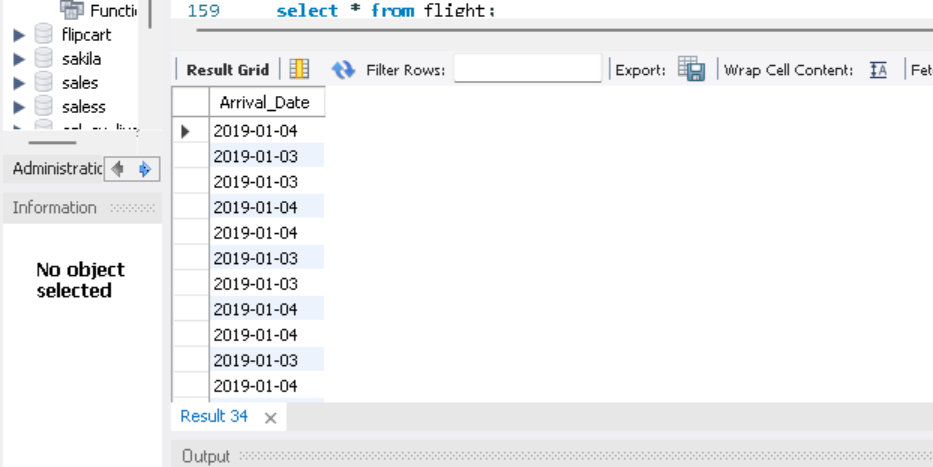 Functi
159 select * from flight;
flipcart
sakila
sales
saless
Result Grid Filter Rows: Export: Wrap Cell Content: Fet
Arrival_Date
2019-01-04
2019-01-03
2019-01-03
2019-01-04
2019-01-04
2019-01-03
2019-01-03
2019-01-04
2019-01-04
2019-01-03
2019-01-04
Administratic
Information
No object
selected
Result 34
Output